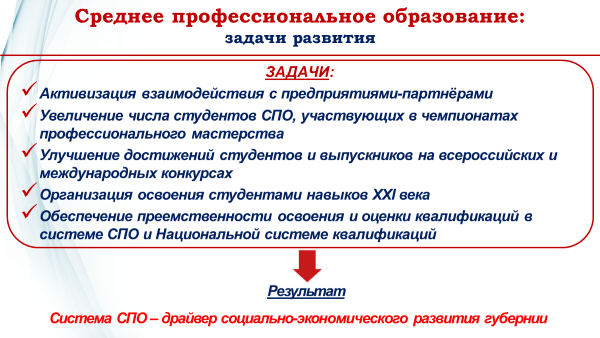 Среднее профессиональное образование:
задачи развития
ЗАДАЧИ:
Активизация взаимодействия с предприятиями-партнёрами
Увеличение числа студентов СПО, участвующих в чемпионатах
профессионального мастерства
Улучшение достижений студентов и выпускников на всероссийских и
международных конкурсах
Организация освоения студентами навыков XXI века
Обеспечение преемственности освоения и оценки квалификаций в
системе СПО и Национальной системе квалификаций
Результат
Система СПО – драйвер социально-экономического развития губернии